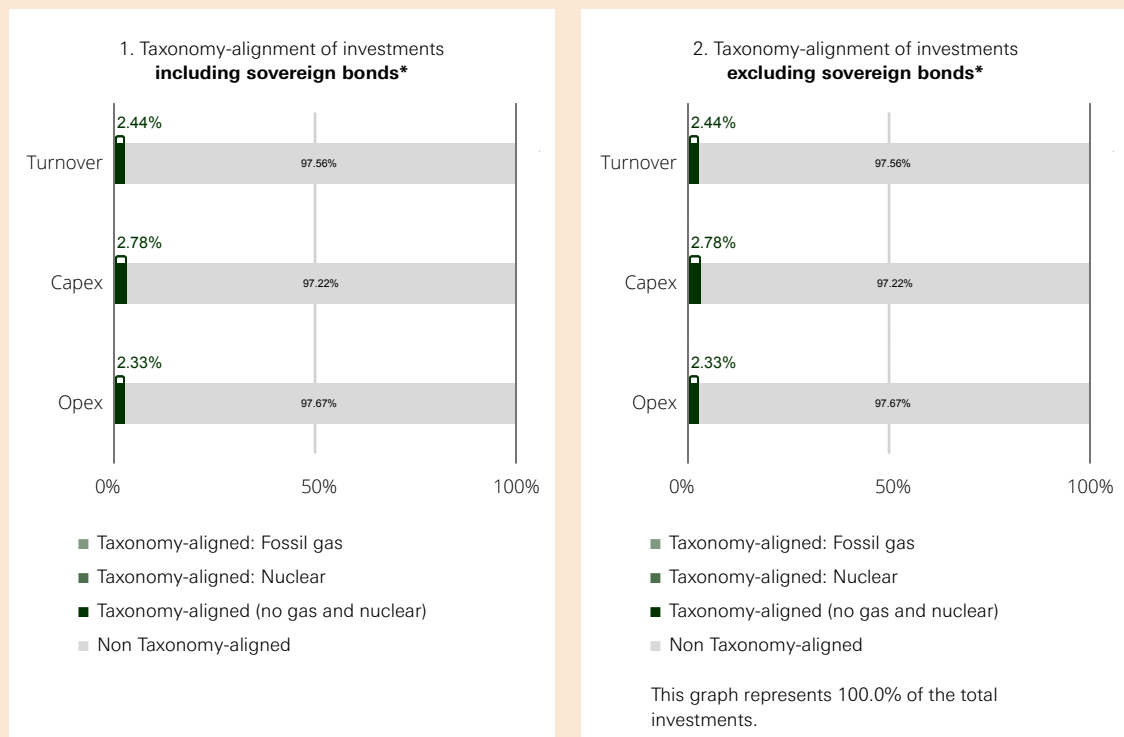 1. Taxonomy-alignment of investments
including sovereign bonds*
2.44%
Turnover
97.56%
2.78%
Capex
97.22%
2.33%
Opex
97.67%
0%
50%
100%
Taxonomy-aligned: Fossil gas
Taxonomy-aligned: Nuclear
Taxonomy-aligned (no gas and nuclear)
Non Taxonomy-aligned
2. Taxonomy-alignment of investments
excluding sovereign bonds*
2.44%
Turnover
97.56%
2.78%
Capex
97.22%
2.33%
Opex
97.67%
0%
50%
100%
Taxonomy-aligned: Fossil gas
Taxonomy-aligned: Nuclear
Taxonomy-aligned (no gas and nuclear)
Non Taxonomy-aligned
This graph represents 100.0% of the total
investments.